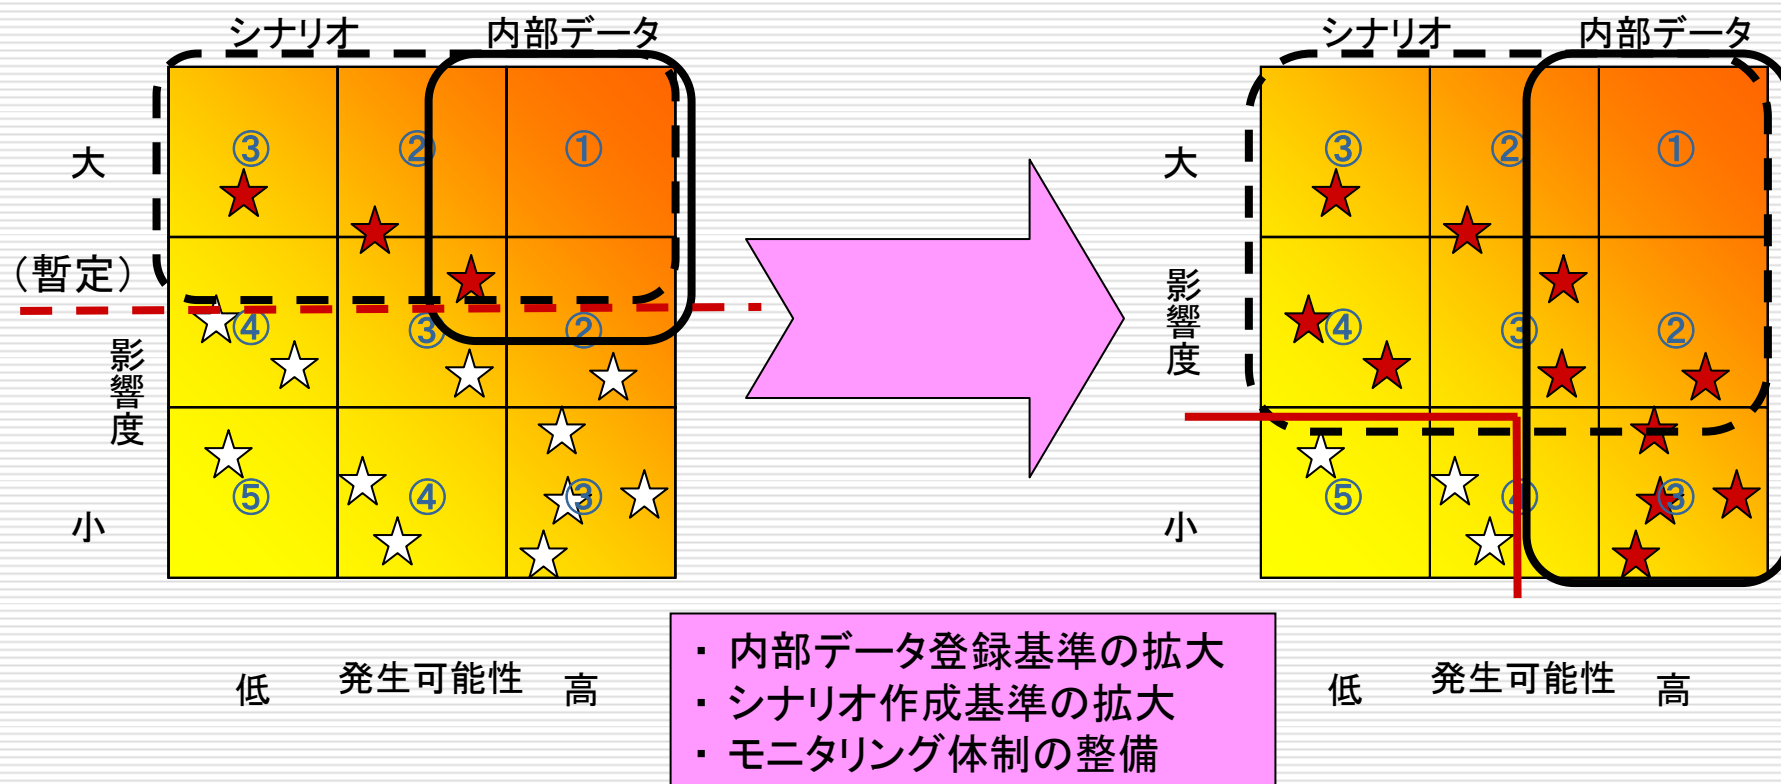 シナリオ 内部データ
③ ② ①
大
（暫定）
④ ③ ②
影響度
⑤ ④ ③
小
低 発生可能性 高
シナリオ 内部データ
③ ② ①
大
影響度
④ ③ ②
⑤ ④ ③
小
低 発生可能性 高
・ 内部データ登録基準の拡大
・ シナリオ作成基準の拡大
・ モニタリング体制の整備